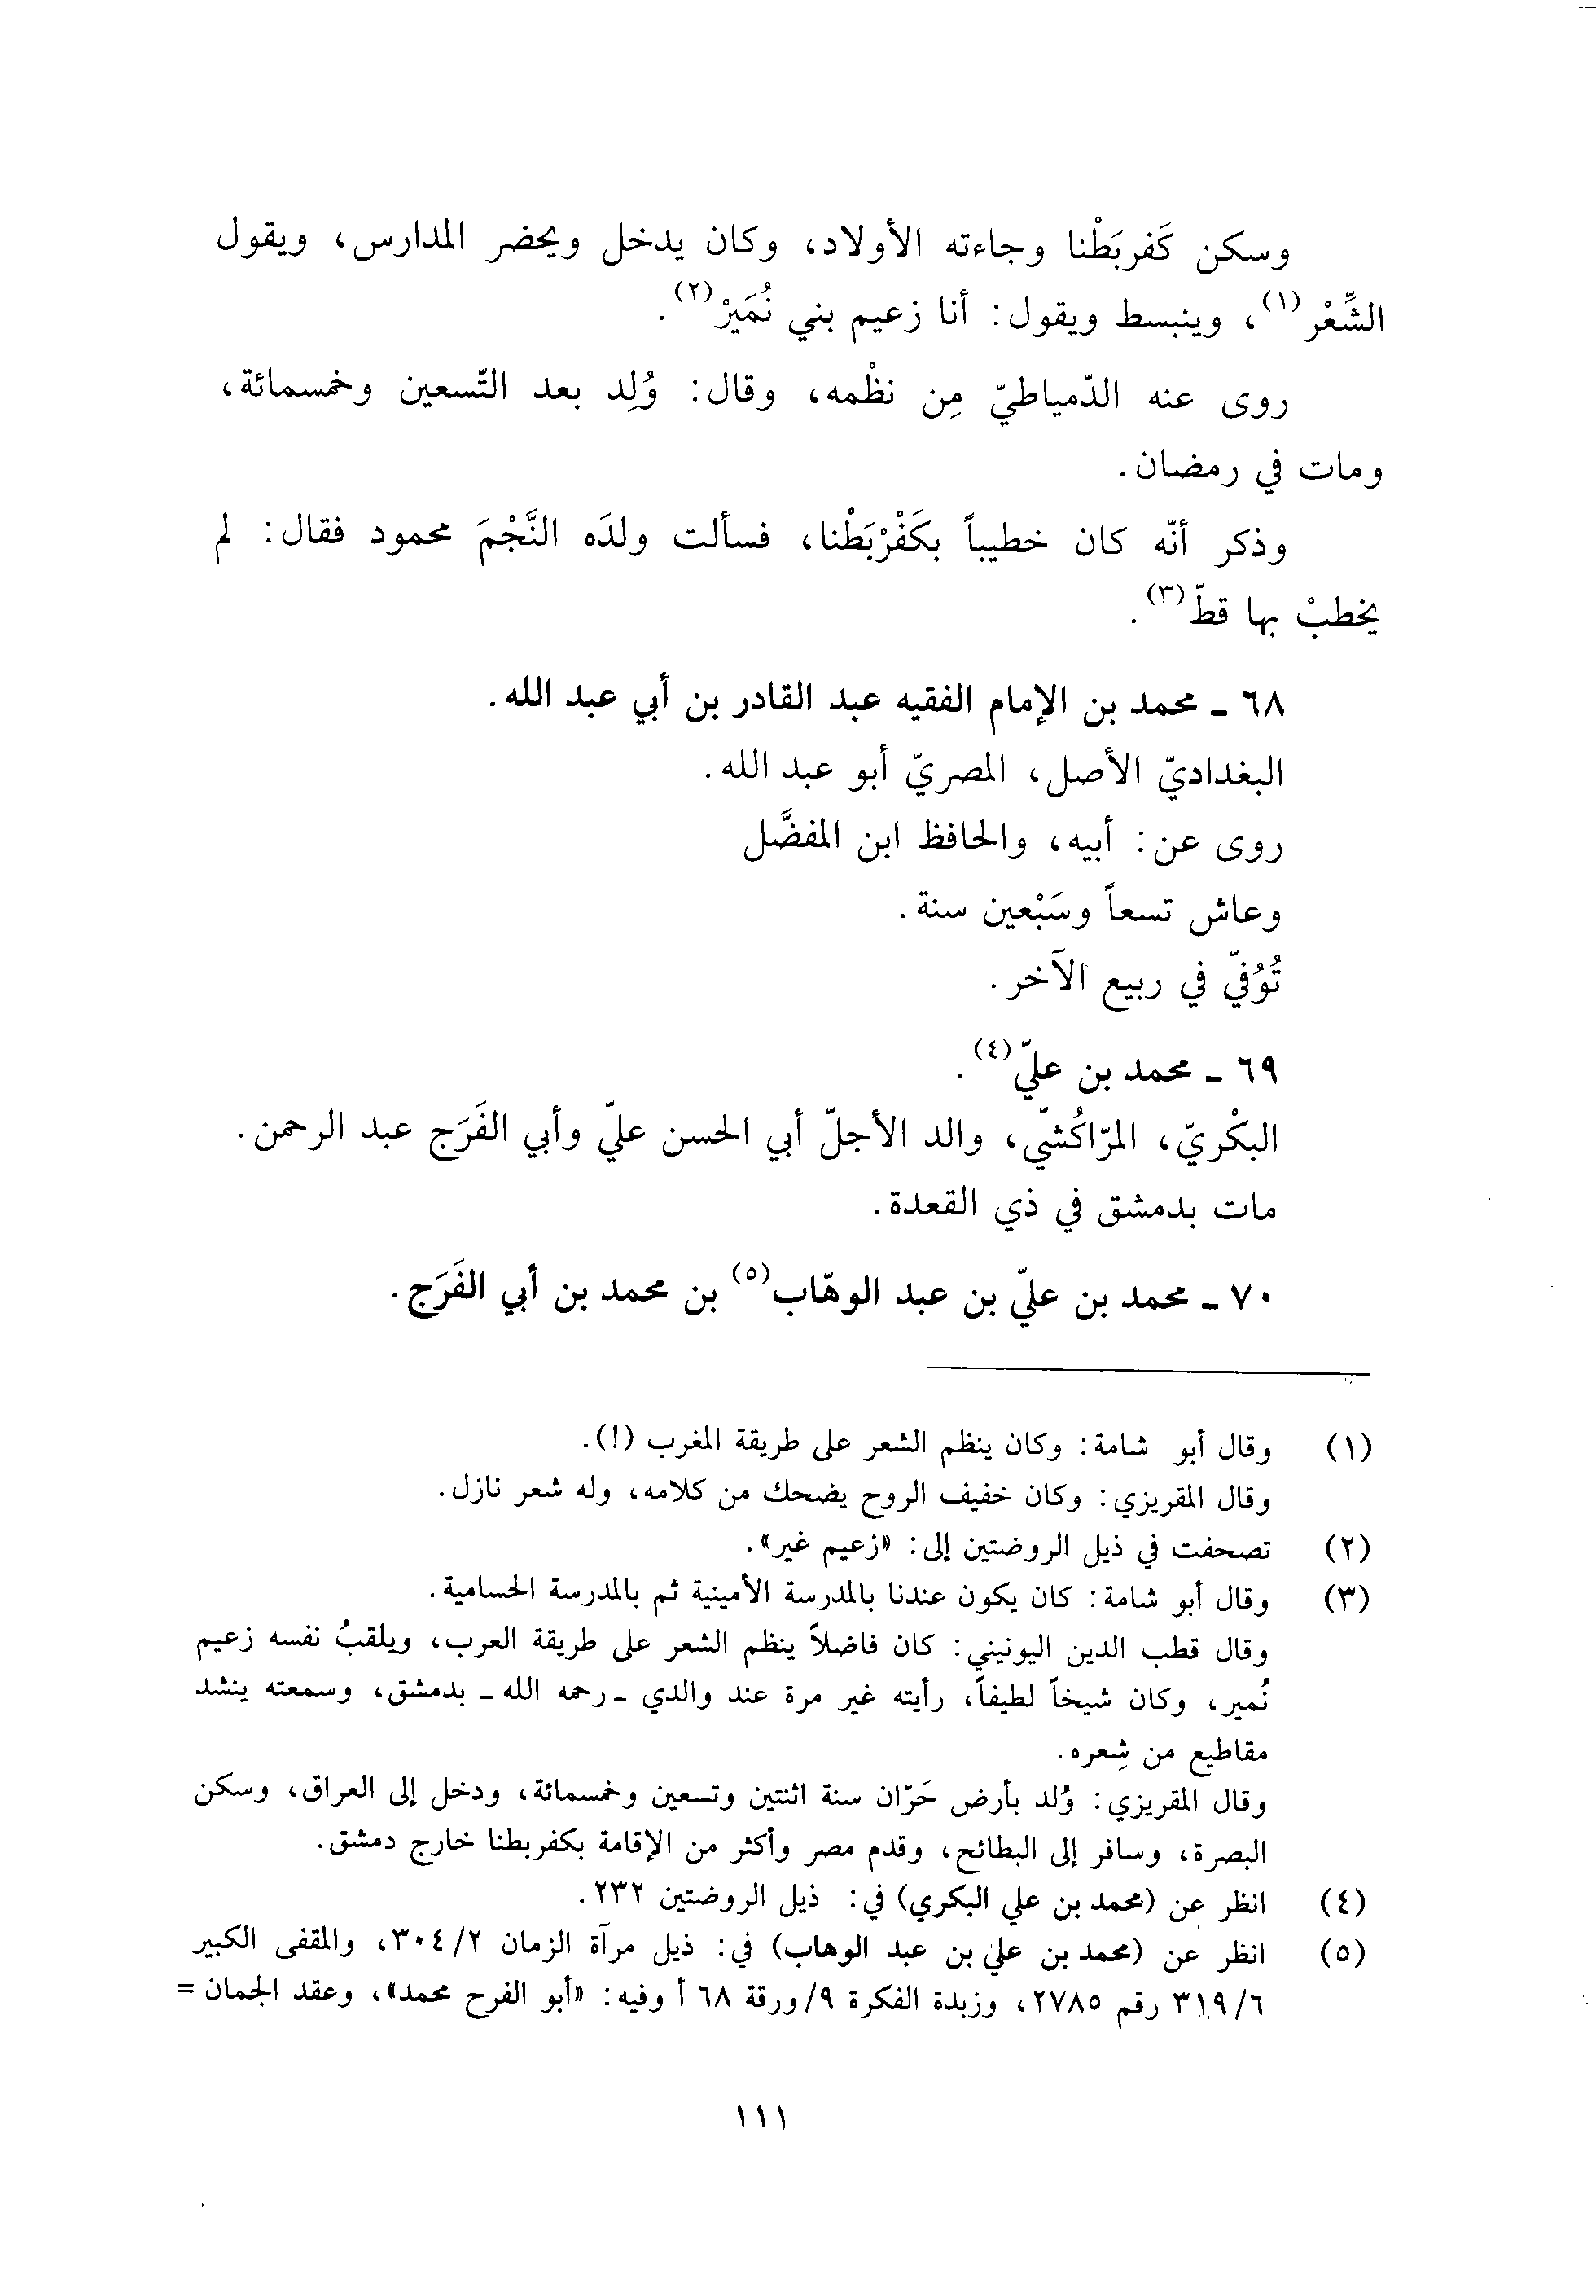 وسكن كَفربَطْنا وجاءته الأولاد، وكان يدخل ويحضر المدارس، ويقول
الشِّعْر(١)، وينبسط ويقول: أنا زعيم بني نُمَيرْ(٢).
روى عنه الدّمياطيّ مِن نظْمه، وقال: وُلِد بعد التّسعين وخمسمائة،
ومات في رمضان.
وذكر أنّه كان خطيباً بكَفْرْبَطْنا، فسألت ولدَه النَّجْمَ محمود فقال: لم
يخطبْ بها قطّ(٣).
٦٨ ـ محمد بن الإمام الفقيه عبد القادر بن أبي عبد الله.
البغداديّ الأصل، المصريّ أبو عبد الله.
روى عن: أبيه، والحافظ ابن المفضَّل
وعاش تسعاً وسَبْعين سنة.
تُوُفيّ في ربيع الآخر.
٦٩ ـ محمد بن عليّ(٤).
البكْريّ، المرّاكُشّي، والد الأجلّ أبي الحسن عليّ وأبي الفَرَج عبد الرحمن.
مات بدمشق في ذي القعدة.
٧٠ ـ محمد بن عليّ بن عبد الوهّاب(٥) بن محمد بن أبي الفَرَج.
(١) وقال أبو شامة: وكان ينظم الشعر على طريقة المغرب (!).
وقال المقريزي: وكان خفيف الروح يضحك من كلامه، وله شعر نازل.
(٢) تصحفت في ذيل الروضتين إلى: «زعيم غير».
(٣) وقال أبو شامة: كان يكون عندنا بالمدرسة الأمينية ثم بالمدرسة الحسامية.
وقال قطب الدين اليونيني: كان فاضلاً ينظم الشعر على طريقة العرب، ويلقبُ نفسه زعيم
نُمير، وكان شيخاً لطيفاً، رأيته غير مرة عند والدي ـ رحمه الله ـ بدمشق، وسمعته ينشد
مقاطيع من شِعره.
وقال المقريزي: وُلد بأرض حَرّان سنة اثنتين وتسعين وخمسمائة، ودخل إلى العراق، وسكن
البصرة، وسافر إلى البطائح، وقدم مصر وأكثر من الإقامة بكفربطنا خارج دمشق.
(٤) انظر عن (محمد بن علي البكري) في: ذيل الروضتين ٢٣٢.
(٥) انظر عن (محمد بن علي بن عبد الوهاب) في: ذيل مرآة الزمان ٢/ ٣٠٤، والمقفى الكبير
٦/ ٣١٩ رقم ٢٧٨٥، وزبدة الفكرة ٩/ ورقة ٦٨ أ وفيه: «أبو الفرح محمد»، وعقد الجمان =
١١١